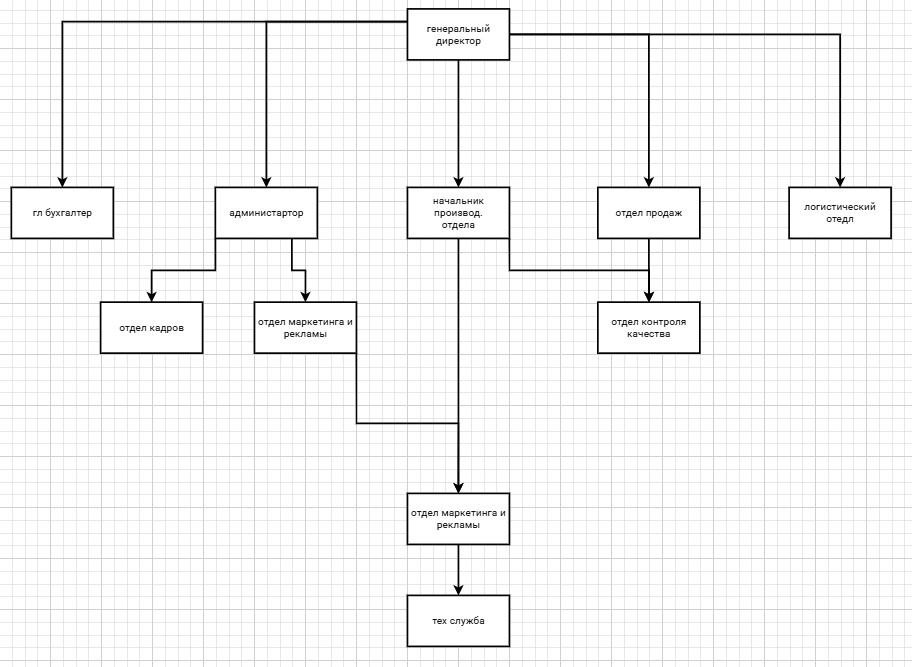 генеральный
директор
гл бухгалтер
администартор
начальник
производ.
отдела
отдел продаж
логистический
отедл
отдел кадров
отдел маркетинга и
рекламы
отдел контроля
качества
отдел маркетинга и
рекламы
тех служба